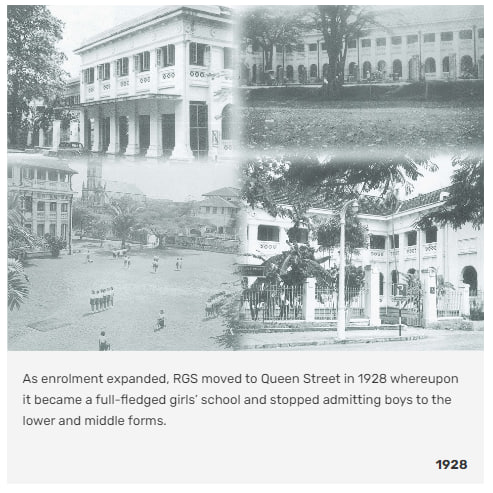 As enrolment expanded, RGS moved to Queen Street in 1928 whereupon
it became a full-fledged girls’ school and stopped admitting boys to the
lower and middle forms.
1928